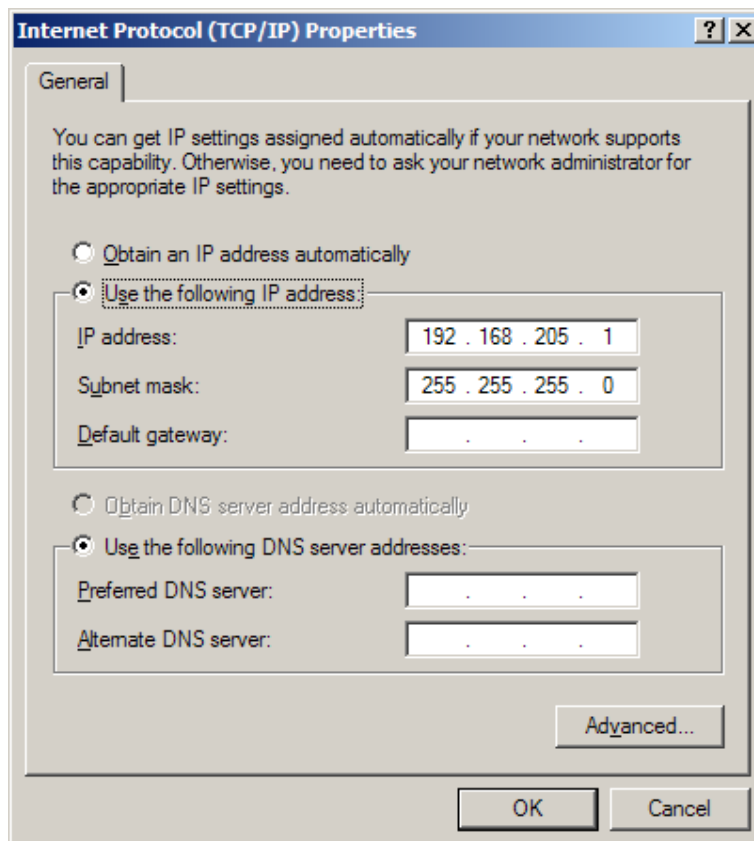 Internet Protocol (TCP/IP) Properties
General
You can get IP settings assigned automatically if your network supports
this capability. Otherwise, you need to ask your network administrator for
the appropriate IP settings.
Obtain an IP address automatically
Use the following IP address:
IP address: 192 . 168 . 205 . 1
Subnet mask: 255 . 255 . 255 . 0
Default gateway: . . .
Obtain DNS server address automatically
Use the following DNS server addresses:
Preferred DNS server: . . .
Alternate DNS server: . . .
Advanced...
OK Cancel